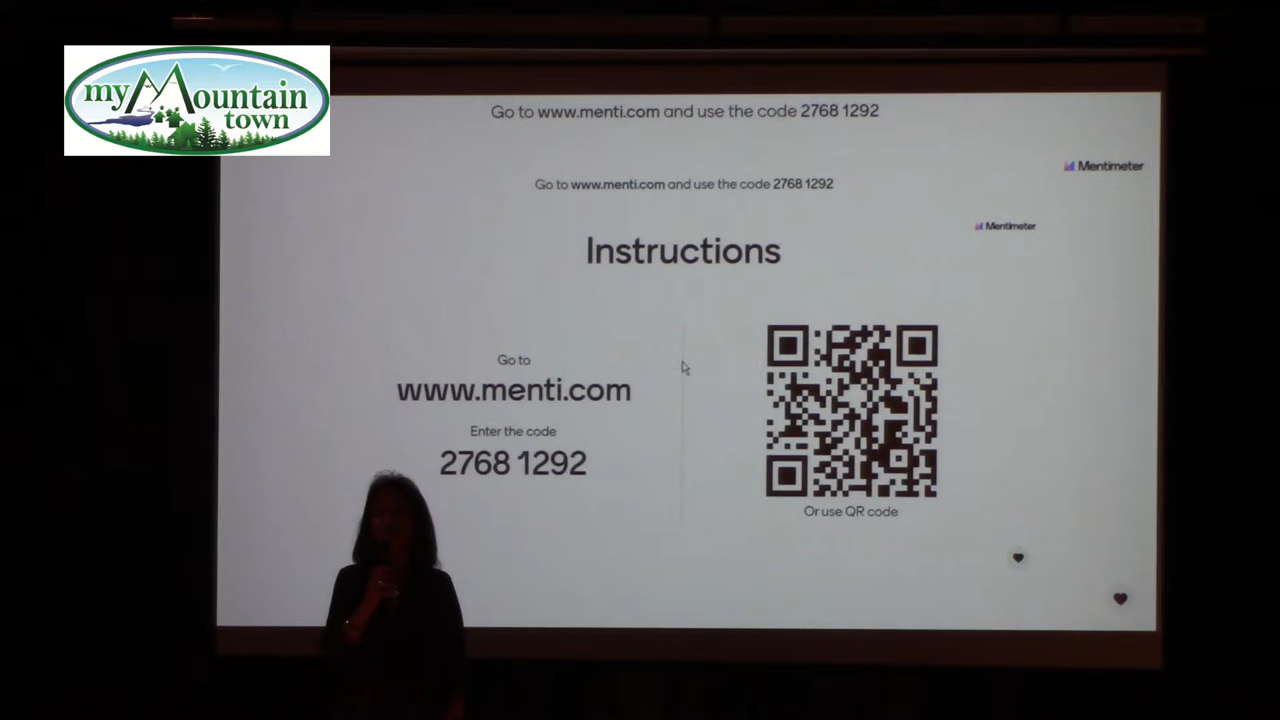 my Mountain
town
Go to www.menti.com and use the code 2768 1292
Mentimeter
Go to www.menti.com and use the code 2768 1292
Mentimeter
Instructions
Go to
www.menti.com
Enter the code
2768 1292
Or use QR code